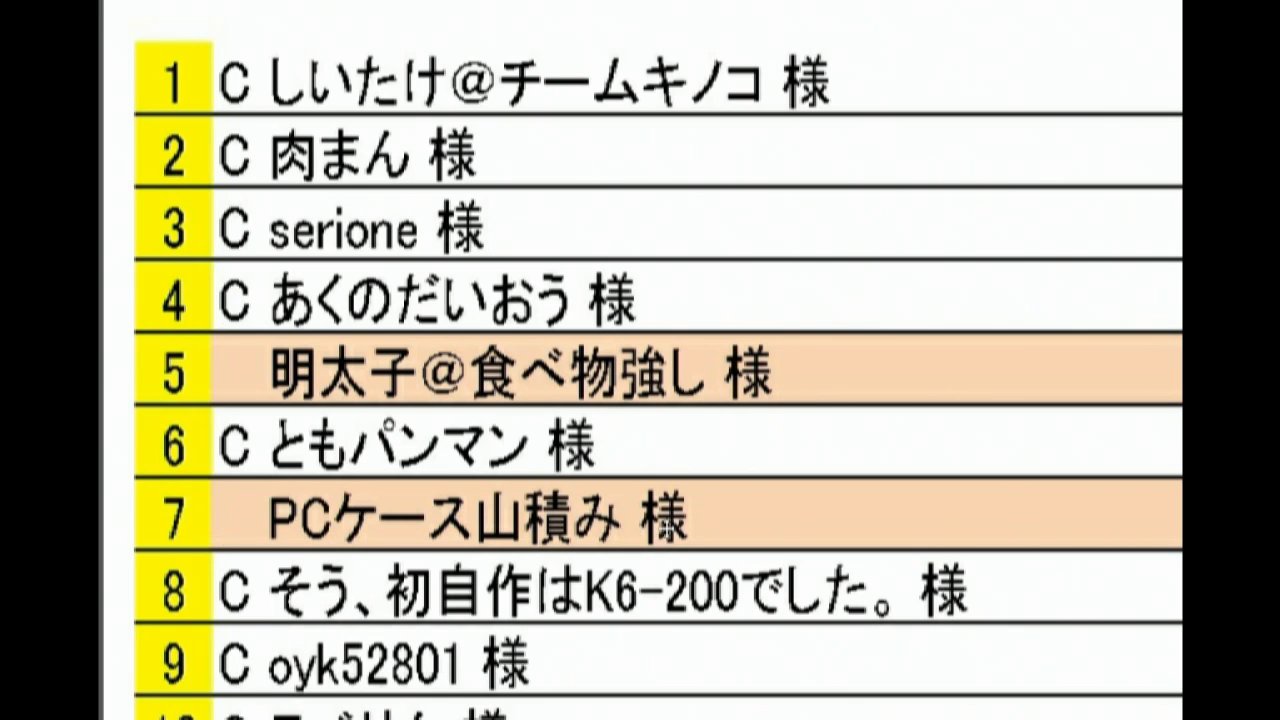 1 C しいたけ@チームキノコ 様
2 C 肉まん 様
3 C serione 様
4 C あくのだいおう 様
5 明太子@食べ物強し 様
6 C ともパンマン 様
7 PCケース山積み 様
8 C そう、初自作はK6-200でした。 様
9 C oyk52801 様
10 C 様